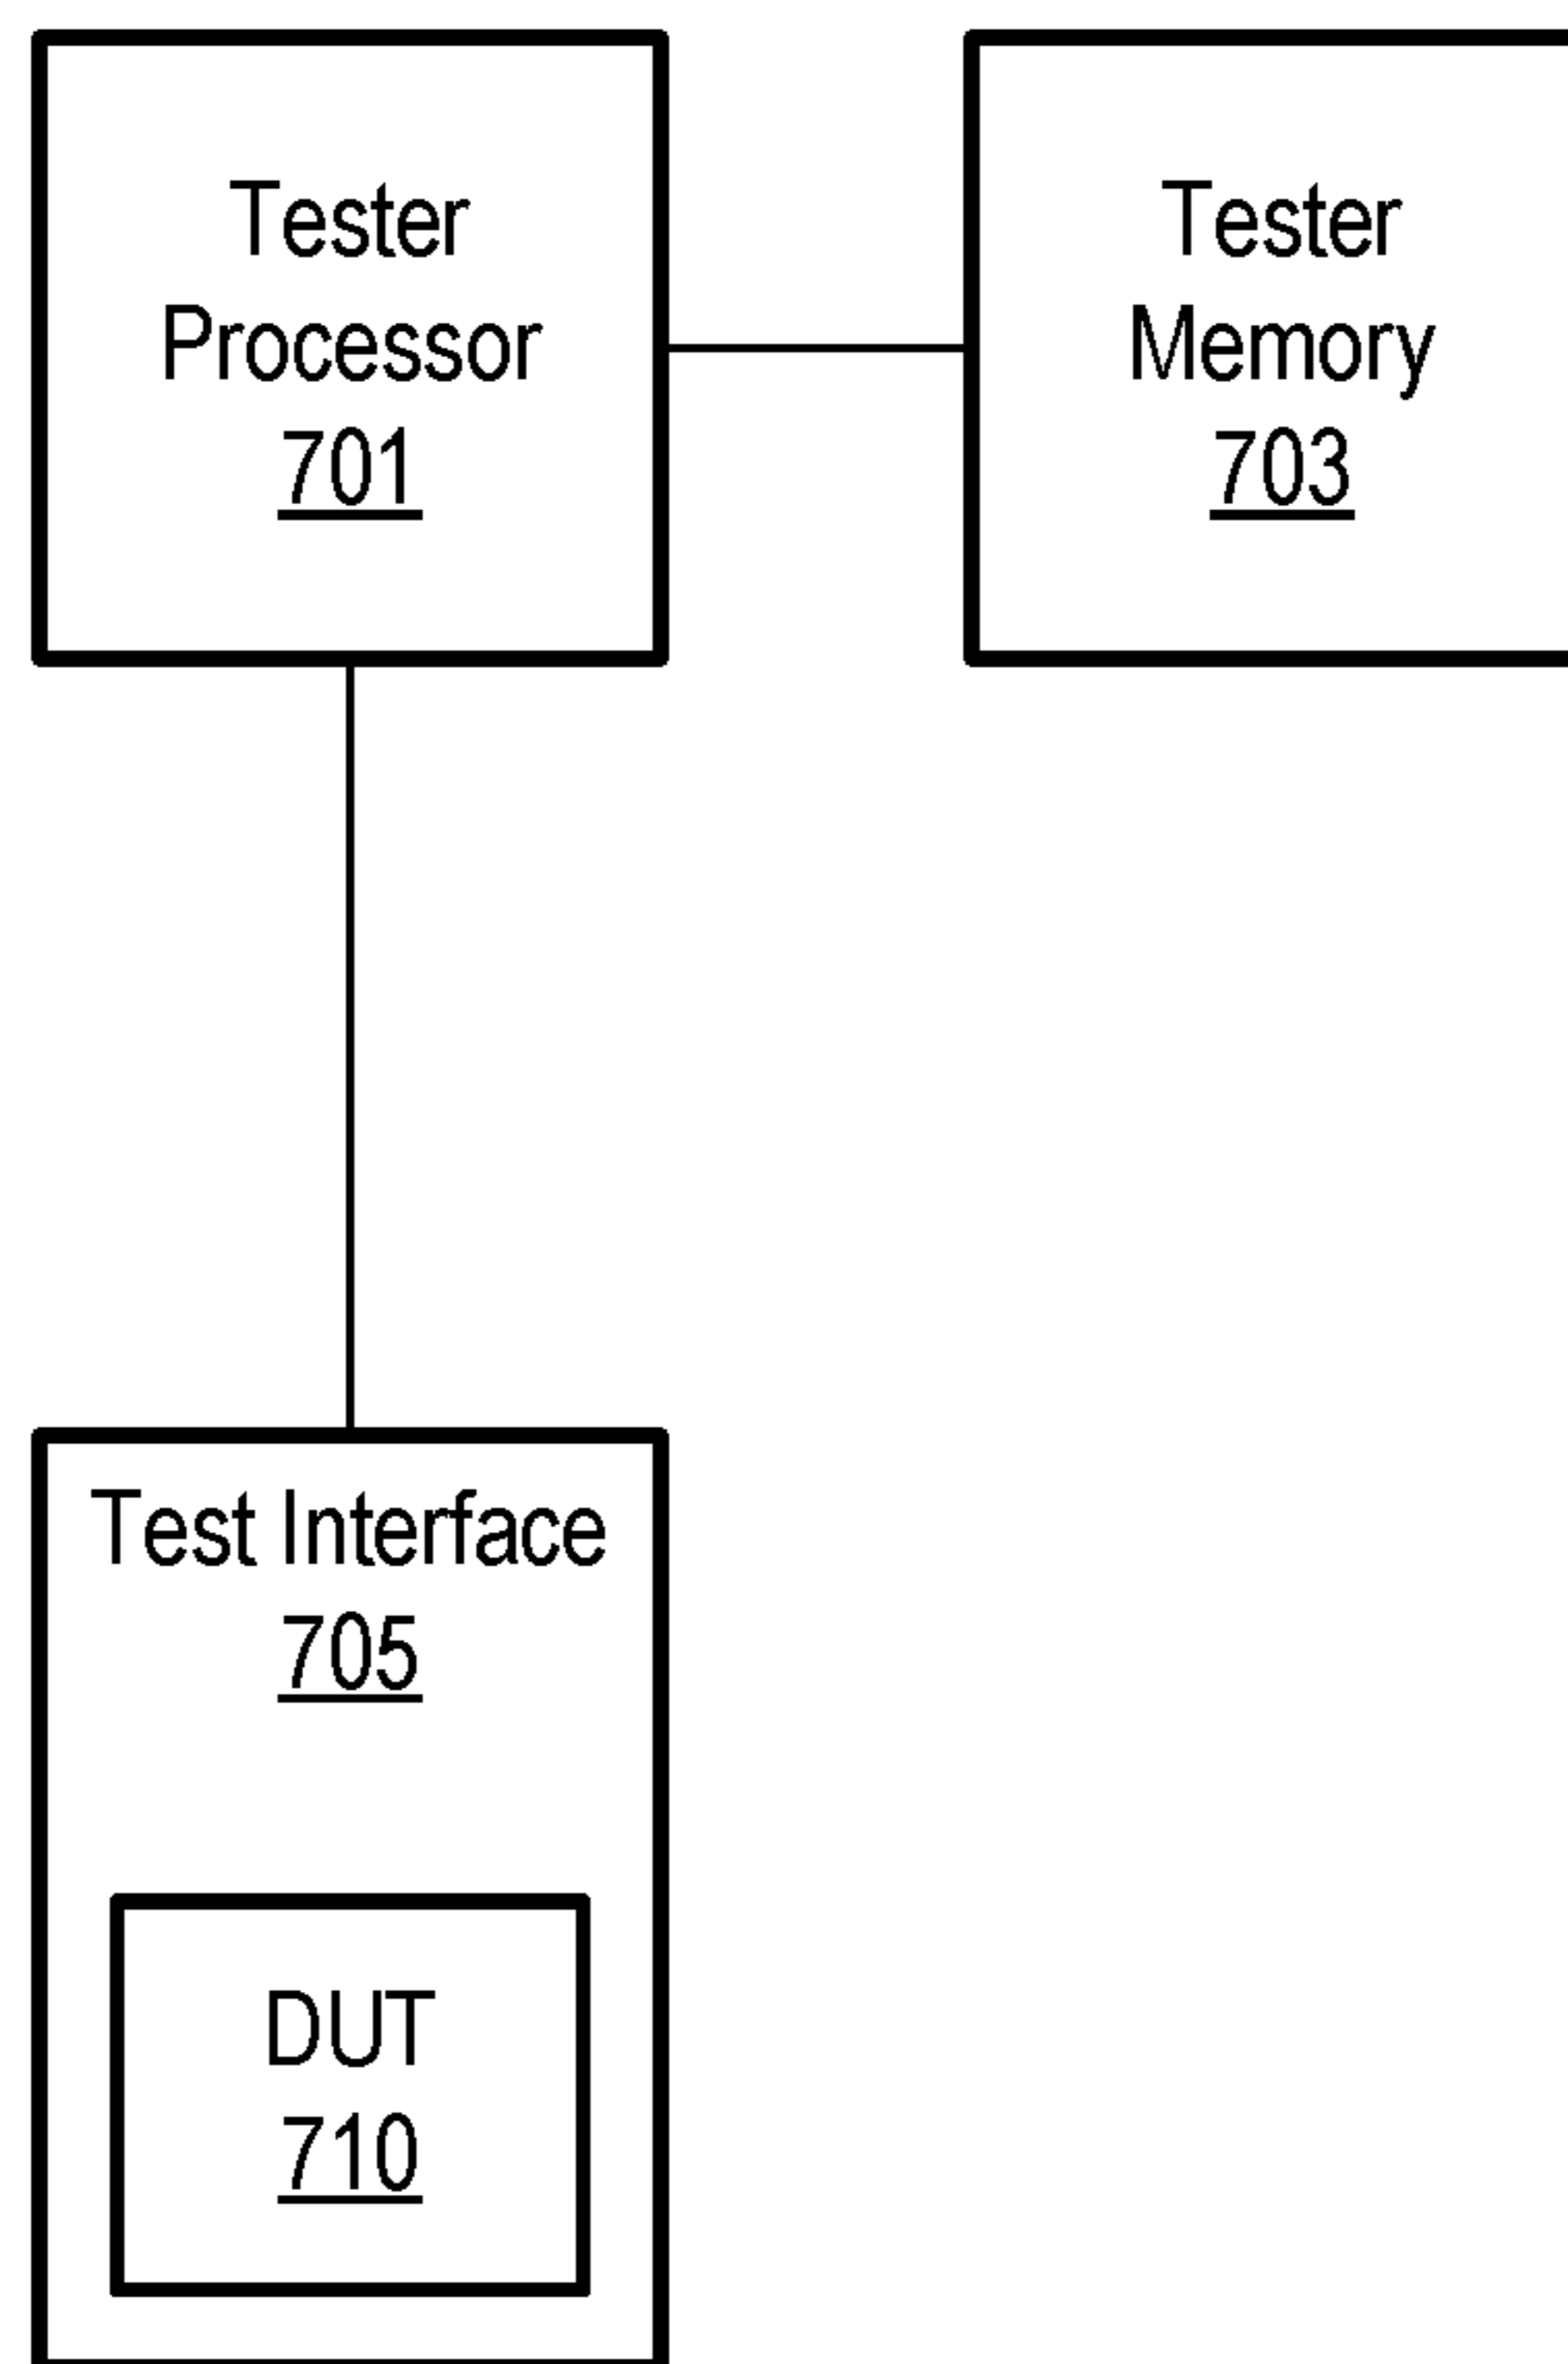 Tester
Processor
701
Tester
Memory
703
Test Interface
705
DUT
710